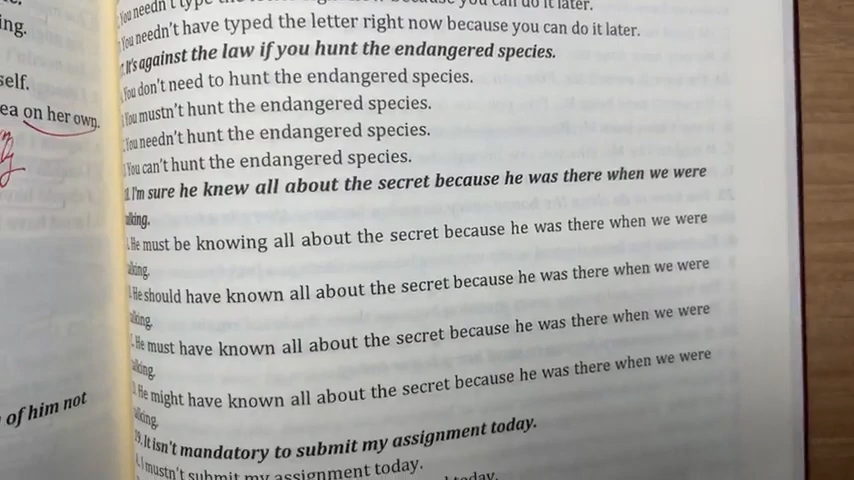 ing.
self.
ea on her own.
of him not
You needn't type the letter right now because you can do it later.
You needn't have typed the letter right now because you can do it later.
It's against the law if you hunt the endangered species.
You don't need to hunt the endangered species.
You mustn't hunt the endangered species.
You needn't hunt the endangered species.
You can't hunt the endangered species.
I'm sure he knew all about the secret because he was there when we were
talking.
He must be knowing all about the secret because he was there when we were
talking.
He should have known all about the secret because he was there when we were
talking.
He must have known all about the secret because he was there when we were
talking.
He might have known all about the secret because he was there when we were
talking.
19. It isn't mandatory to submit my assignment today.
I mustn't submit my assignment today.
today.